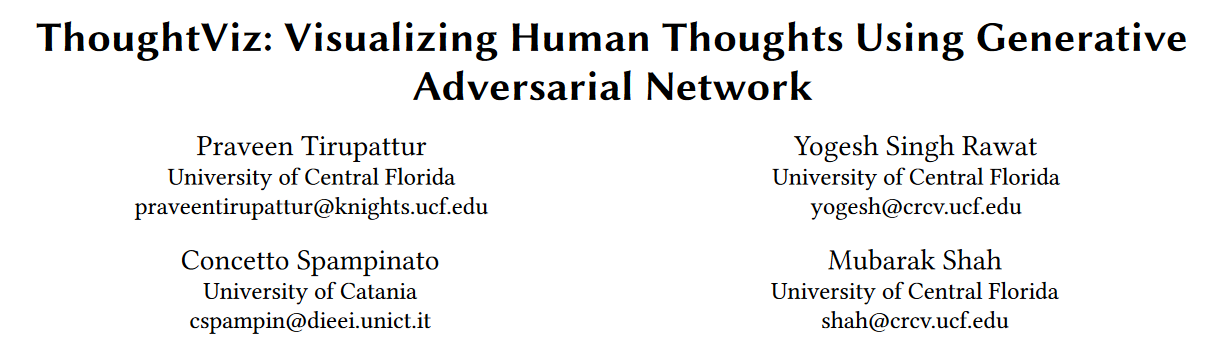 ThoughtViz: Visualizing Human Thoughts Using Generative
Adversarial Network
Praveen Tirupattur
University of Central Florida
praveentirupattur@knights.ucf.edu
Yogesh Singh Rawat
University of Central Florida
yogesh@crcv.ucf.edu
Concetto Spampinato
University of Catania
cspampin@dieei.unict.it
Mubarak Shah
University of Central Florida
shah@crcv.ucf.edu